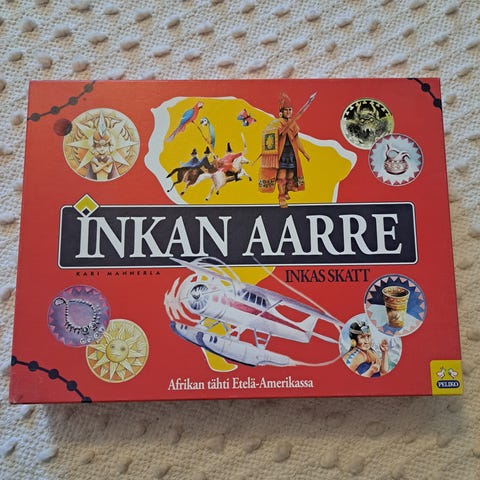 INKAN AARRE
KARI MANNERLA
INKAS SKATT
Afrikan tähti Etelä-Amerikassa
PELIKO